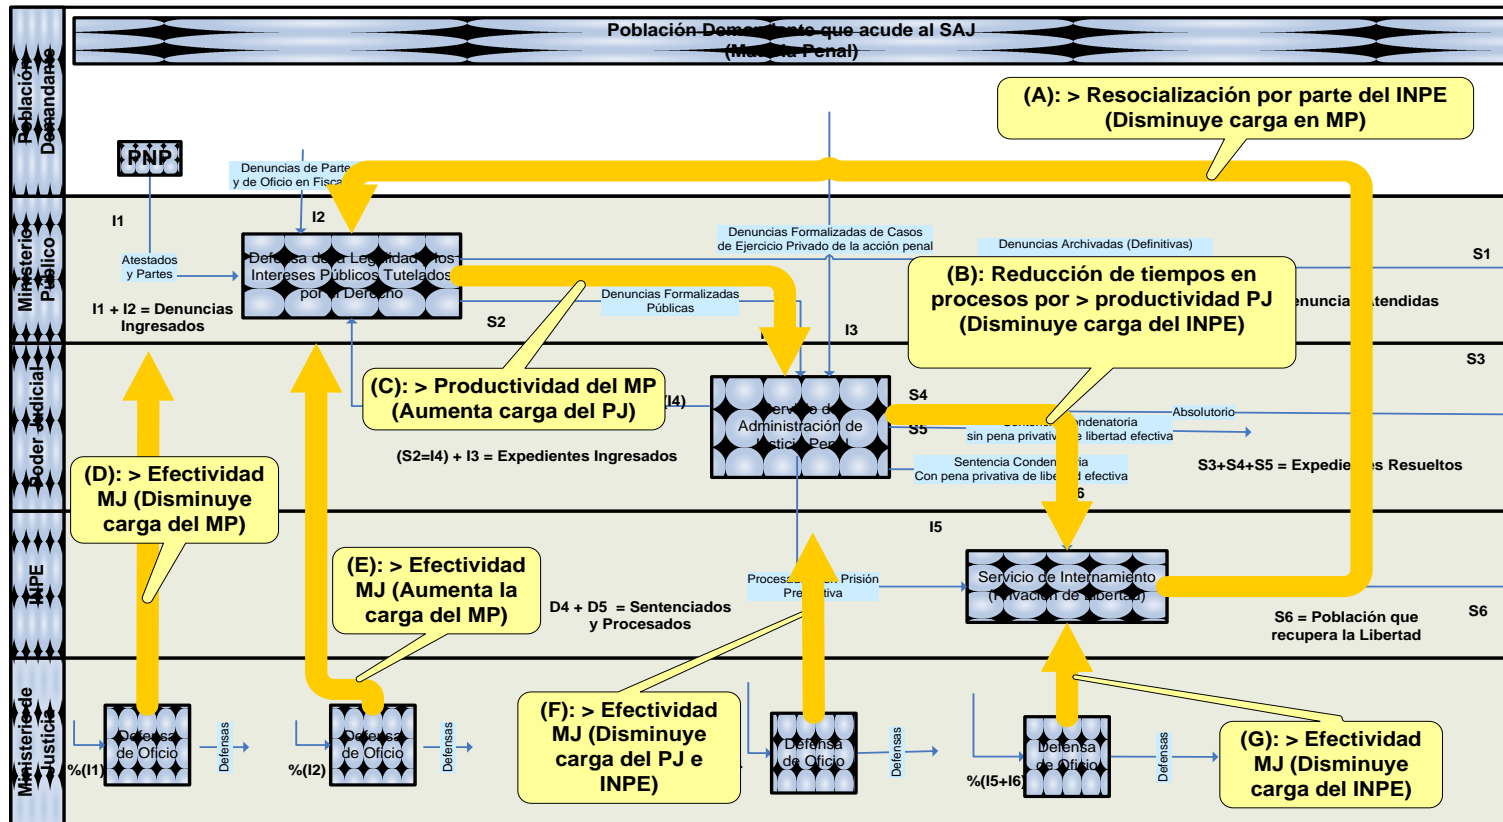 Población Demandante que acude al SAJ
(Materia Penal)
Población
Demandante
(A): > Resocialización por parte del INPE
(Disminuye carga en MP)
PNP
Denuncias de Parte
y de Oficio en Fiscal
I1
I2
Ministerio
Público
Atestados
y Partes
Defensa de la Legalidad y los
Intereses Públicos Tutelados
por el Derecho
Denuncias Formalizadas de Casos
de Ejercicio Privado de la acción penal
Denuncias Archivadas (Definitivas)
S1
I1 + I2 = Denuncias
Ingresados
Denuncias Formalizadas
Públicas
S2
I3
(B): Reducción de tiempos en
procesos por > productividad PJ
(Disminuye carga del INPE)
Denuncias Atendidas
Poder Judicial
S3
(C): > Productividad del MP
(Aumenta carga del PJ)
(I4)
Servicio de
Administración de
Justicia Penal
S4
Absolutorio
S5
Sentencia Condenatoria
sin pena privativa de libertad efectiva
(S2=I4) + I3 = Expedientes Ingresados
Sentencia Condenatoria
Con pena privativa de libertad efectiva
S3+S4+S5 = Expedientes Resueltos
6
(D): > Efectividad
MJ (Disminuye
carga del MP)
INPE
I5
(E): > Efectividad
MJ (Aumenta la
carga del MP)
Procesados en Prisión
Preventiva
Servicio de Internamiento
(Privación de Libertad)
D4 + D5 = Sentenciados
y Procesados
S6 = Población que
recupera la Libertad
S6
Ministerio de
Justicia
%(I1)
Defensa
de Oficio
Defensas
%(I2)
Defensa
de Oficio
Defensas
(F): > Efectividad
MJ (Disminuye
carga del PJ e
INPE)
Defensa
de Oficio
Defensas
%(I5+I6)
Defensa
de Oficio
Defensas
(G): > Efectividad
MJ (Disminuye
carga del INPE)